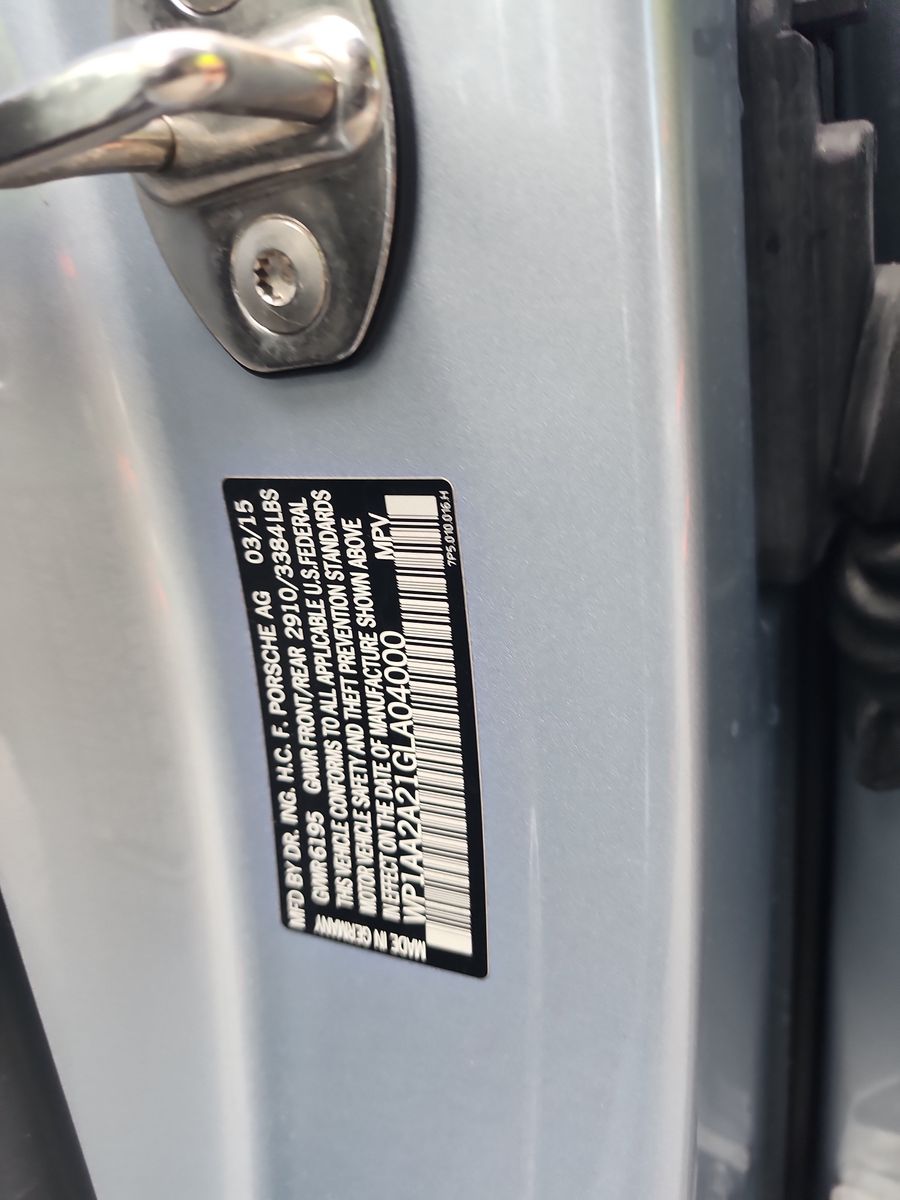 MFD BY DR. ING. H.C. F. PORSCHE AG 03/15
GWR 6195 GAWR FRONT/REAR 2910/3384 LBS
THIS VEHICLE CONFORMS TO ALL APPLICABLE U.S.FEDERAL
MOTOR VEHICLE SAFETY AND THEFT PREVENTION STANDARDS
IN EFFECT ON THE DATE OF MANUFACTURE SHOWN ABOVE
WP1AA2A21GLA04000 MPV
MADE IN GERMANY
7P5.010.016.H